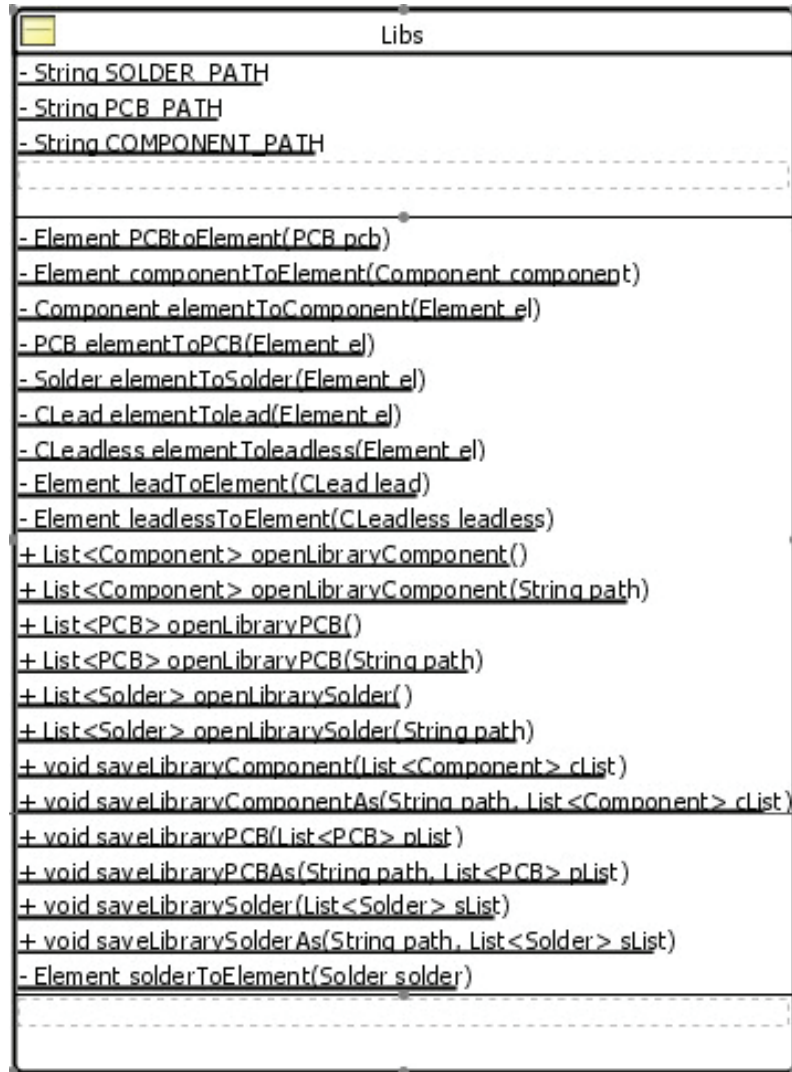 Libs
- String SOLDER_PATH
- String PCB_PATH
- String COMPONENT_PATH
- Element PCBtoElement(PCB pcb)
- Element componentToElement(Component component)
- Component elementToComponent(Element el)
- PCB elementToPCB(Element el)
- Solder elementToSolder(Element el)
- CLead elementTolead(Element el)
- CLeadless elementToleadless(Element el)
- Element leadToElement(CLead lead)
- Element leadlessToElement(CLeadless leadless)
+ List<Component> openLibraryComponent()
+ List<Component> openLibraryComponent(String path)
+ List<PCB> openLibraryPCB()
+ List<PCB> openLibraryPCB(String path)
+ List<Solder> openLibrarySolder()
+ List<Solder> openLibrarySolder(String path)
+ void saveLibraryComponent(List<Component> cList)
+ void saveLibraryComponentAs(String path, List<Component> cList)
+ void saveLibraryPCB(List<PCB> pList)
+ void saveLibraryPCBAs(String path, List<PCB> pList)
+ void saveLibrarySolder(List<Solder> sList)
+ void saveLibrarySolderAs(String path, List<Solder> sList)
- Element solderToElement(Solder solder)